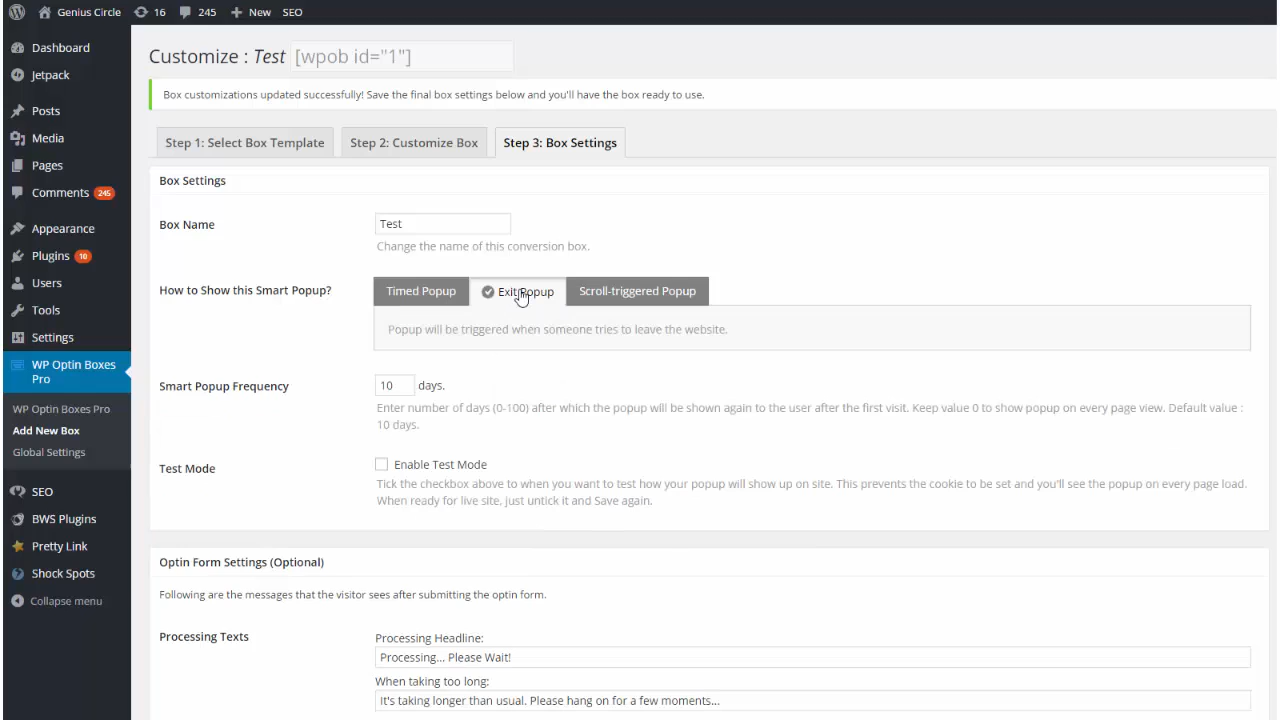 Genius Circle 16 245 New SEO
Dashboard
Jetpack
Posts
Media
Pages
Comments 245
Appearance
Plugins 10
Users
Tools
Settings
WP Optin Boxes
Pro
WP Optin Boxes Pro
Add New Box
Global Settings
SEO
BWS Plugins
Pretty Link
Shock Spots
Collapse menu
Customize : Test [wpob id="1"]
Box customizations updated successfully! Save the final box settings below and you'll have the box ready to use.
Step 1: Select Box Template Step 2: Customize Box Step 3: Box Settings
Box Settings
Box Name Test
Change the name of this conversion box.
How to Show this Smart Popup? Timed Popup Exit Popup Scroll-triggered Popup
Popup will be triggered when someone tries to leave the website.
Smart Popup Frequency 10 days.
Enter number of days (0-100) after which the popup will be shown again to the user after the first visit. Keep value 0 to show popup on every page view. Default value :
10 days.
Test Mode Enable Test Mode
Tick the checkbox above to when you want to test how your popup will show up on site. This prevents the cookie to be set and you'll see the popup on every page load.
When ready for live site, just untick it and Save again.
Optin Form Settings (Optional)
Following are the messages that the visitor sees after submitting the optin form.
Processing Texts Processing Headline:
Processing... Please Wait!
When taking too long:
It's taking longer than usual. Please hang on for a few moments...